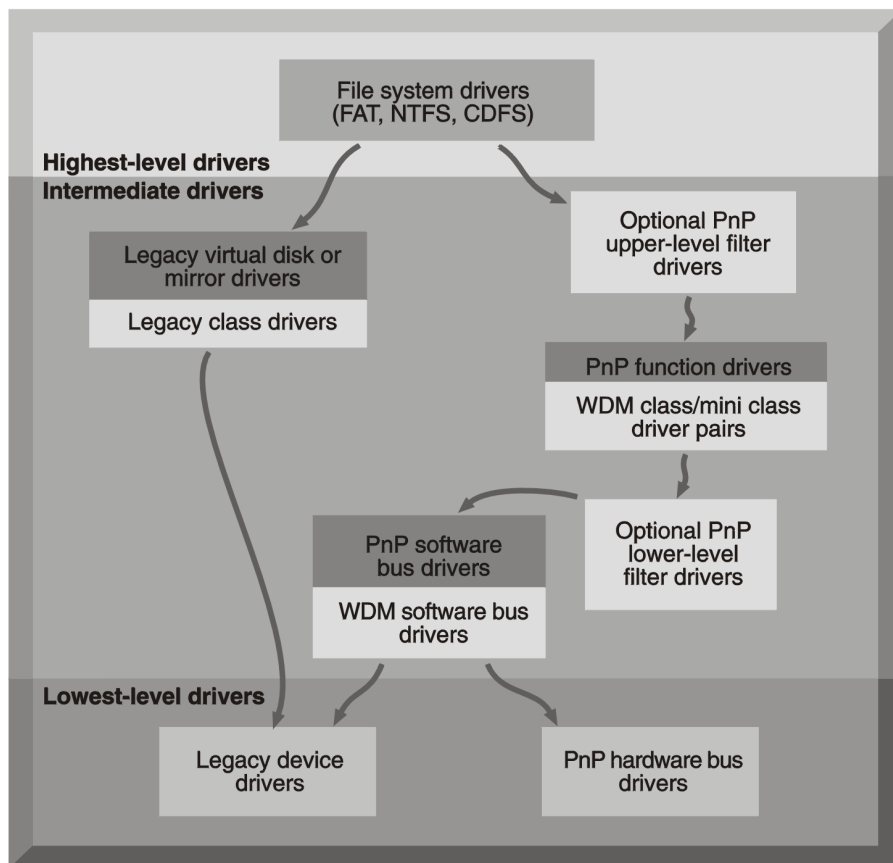 File system drivers
(FAT, NTFS, CDFS)
Highest-level drivers
Intermediate drivers
Legacy virtual disk or
mirror drivers
Legacy class drivers
Optional PnP
upper-level filter
drivers
PnP function drivers
WDM class/mini class
driver pairs
Optional PnP
lower-level
filter drivers
PnP software
bus drivers
WDM software bus
drivers
Lowest-level drivers
Legacy device
drivers
PnP hardware bus
drivers